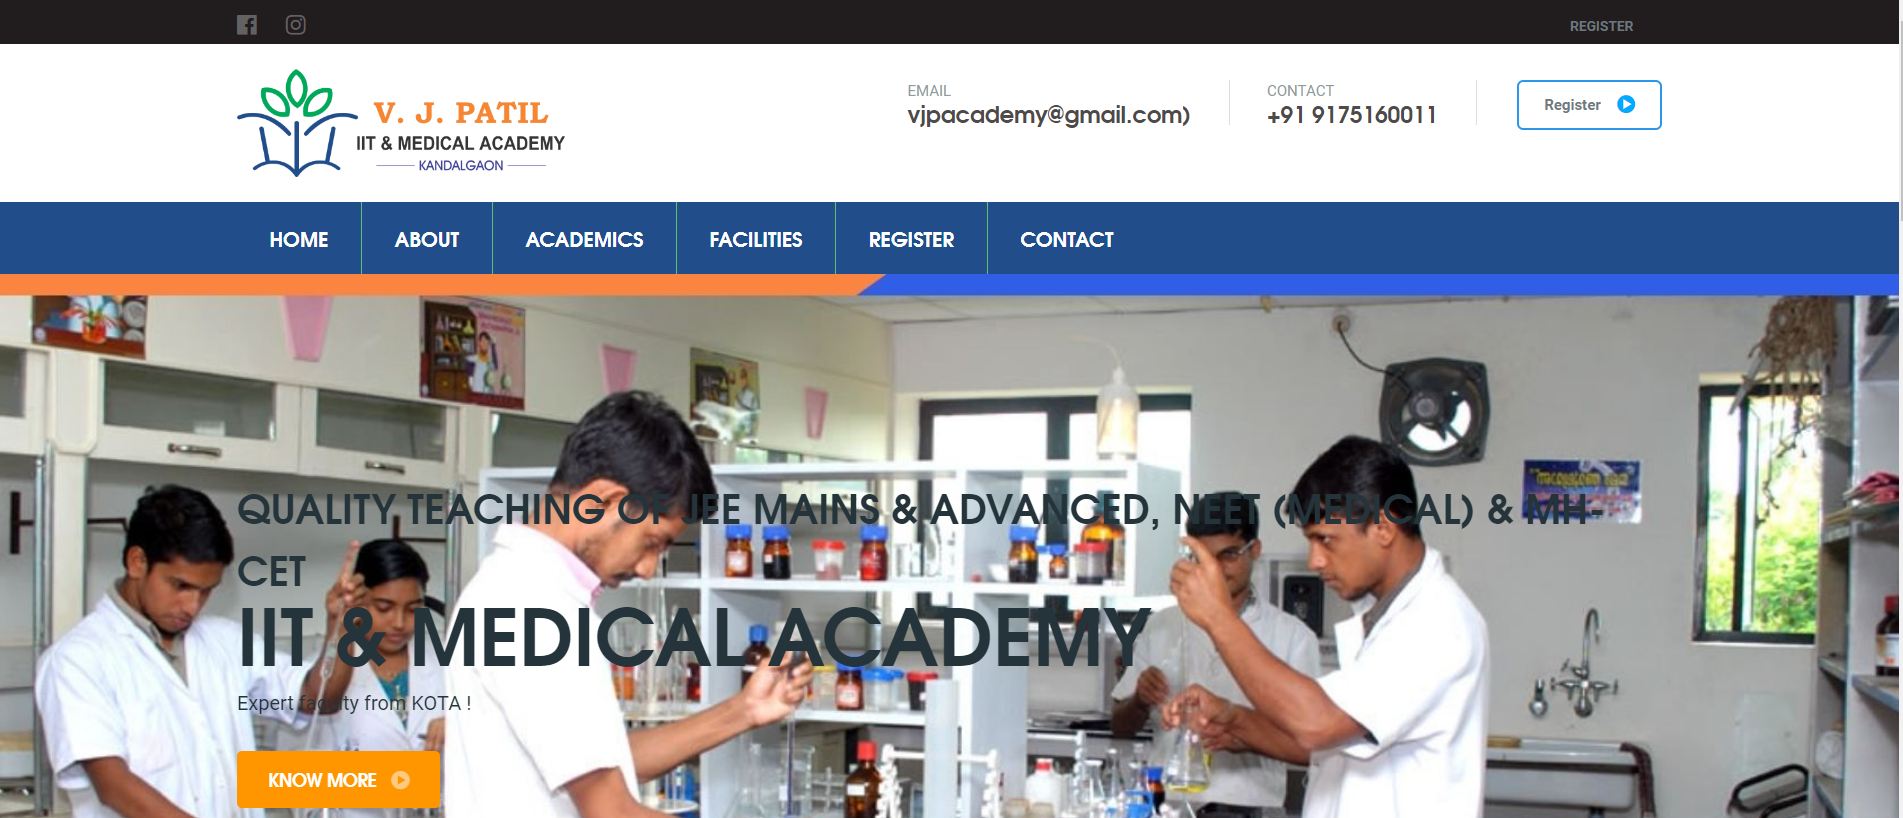 REGISTER
V. J. PATIL
IIT & MEDICAL ACADEMY
KANDALGAON
EMAIL
vjpacademy@gmail.com)
CONTACT
+91 9175160011
Register
HOME
ABOUT
ACADEMICS
FACILITIES
REGISTER
CONTACT
QUALITY TEACHING OF JEE MAINS & ADVANCED, NEET (MEDICAL) & MH-
CET
IIT & MEDICAL ACADEMY
Expert faculty from KOTA !
KNOW MORE